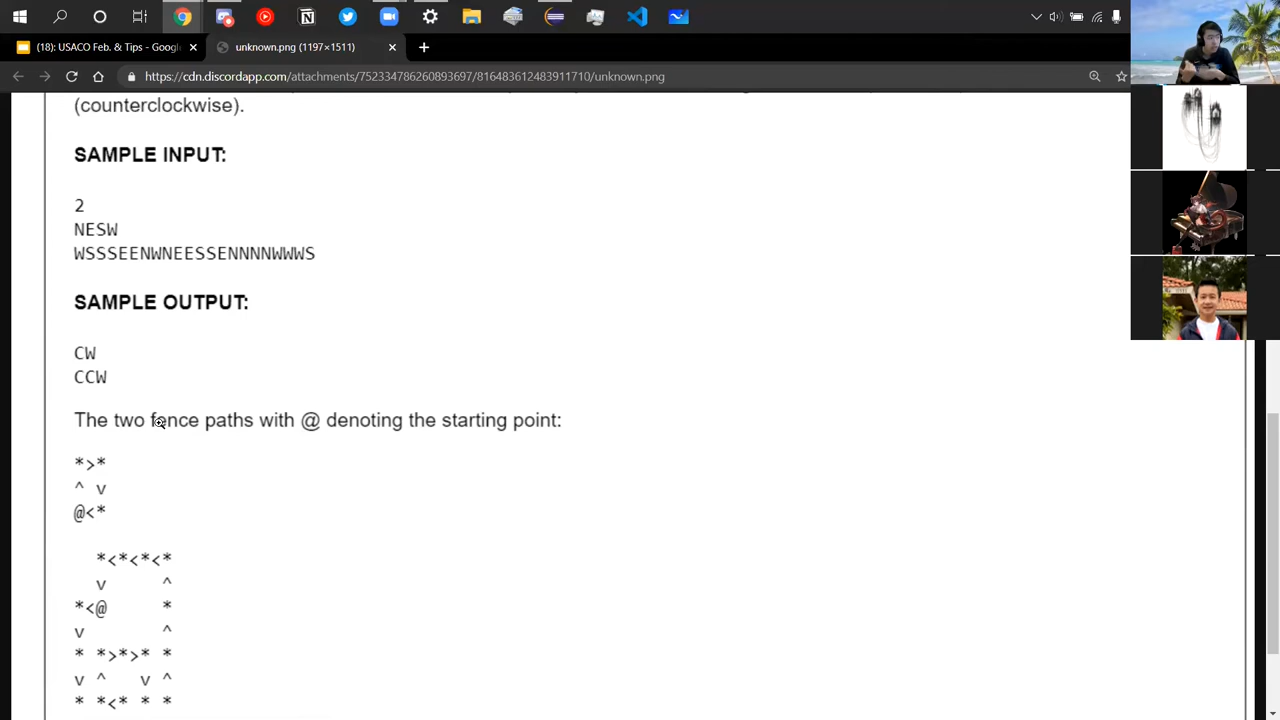 (18): USACO Feb. & Tips - Google
unknown.png (1197×1511)
https://cdn.discordapp.com/attachments/752334786260893697/816483612483911710/unknown.png
(counterclockwise).
SAMPLE INPUT:
2
NESW
WSSSEENWNEESSENNNNWWWS
SAMPLE OUTPUT:
CW
CCW
The two fence paths with @ denoting the starting point:
*>*
^ v
@<*
  *<*<*<*
  v     ^
*<@     *
v       ^
* *>*>* *
v ^   v ^
* *<* * *